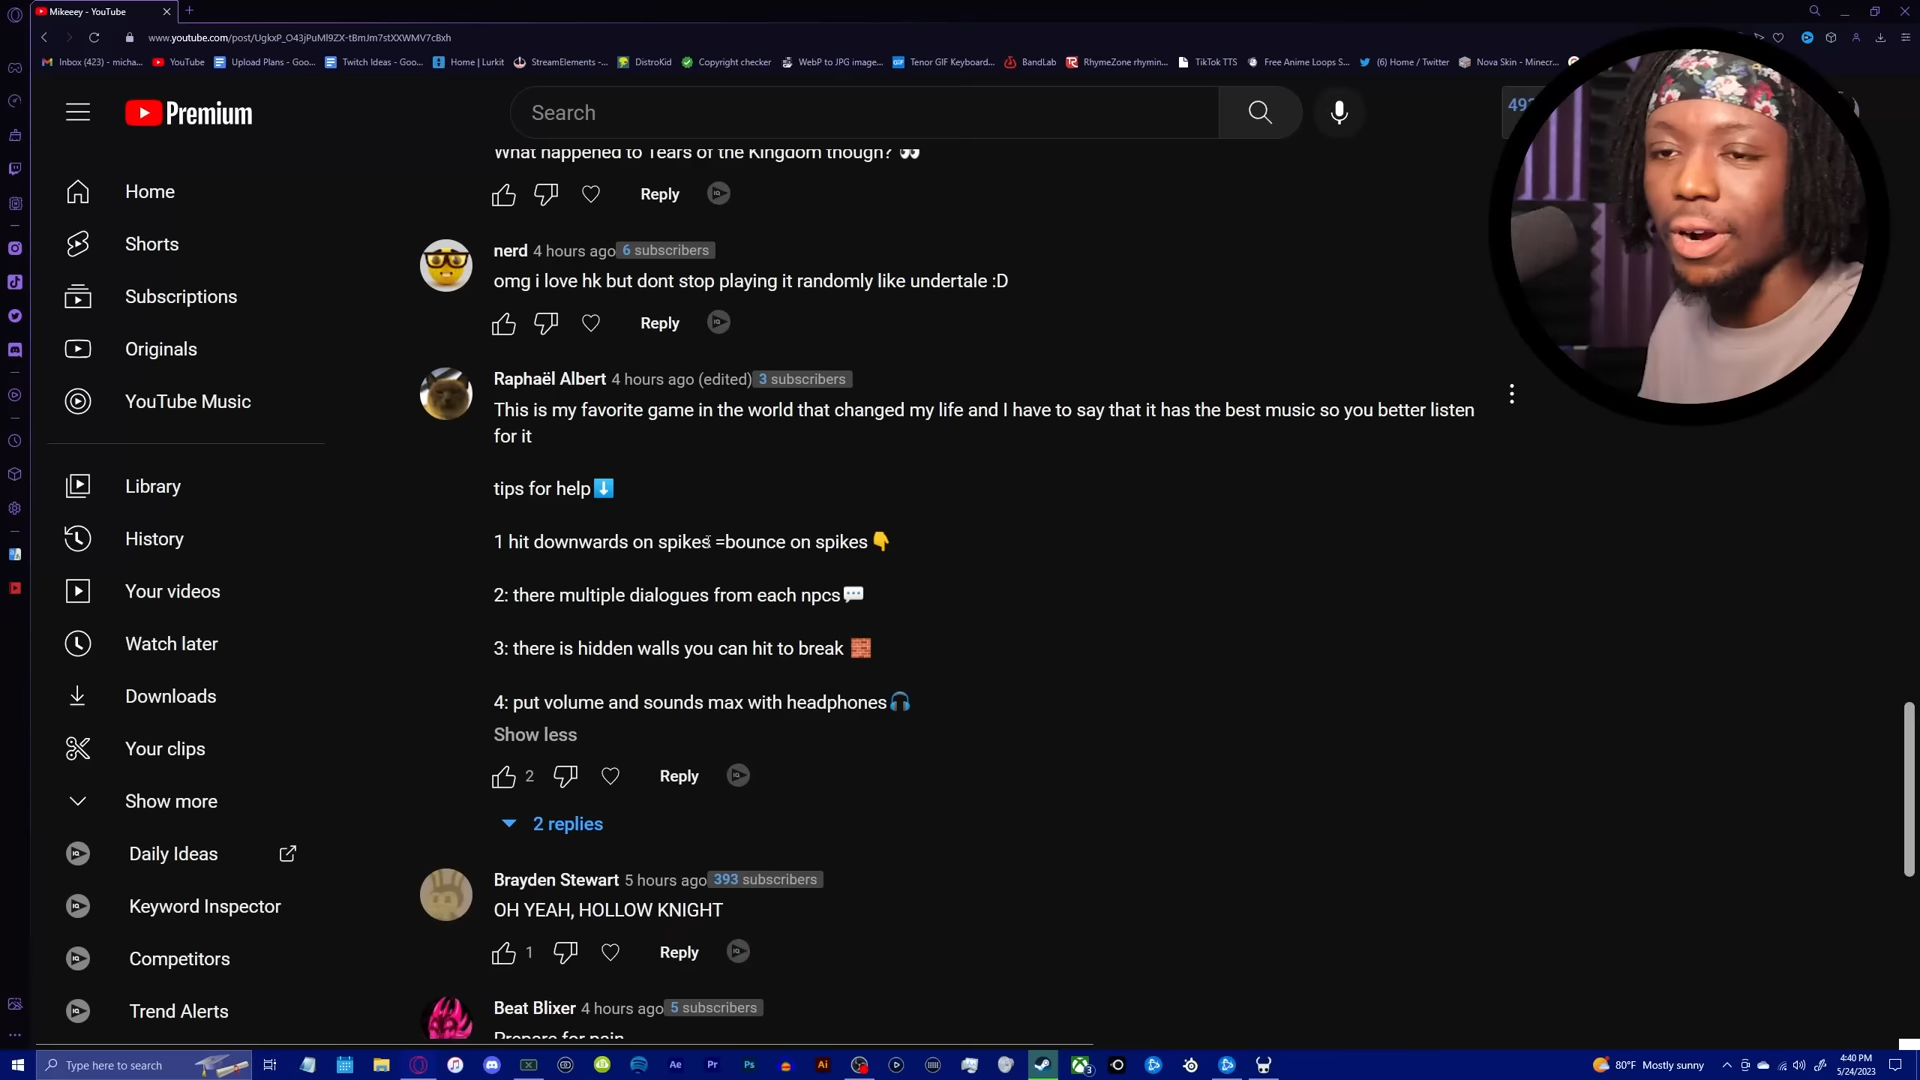 Mikeeey - YouTube
www.youtube.com/post/UgkxP_O43jPuMl9ZX-tBmJm7stXXWMV7cBxh
Inbox (423) - micha... YouTube Upload Plans - Goo... Twitch Ideas - Goo... Home | Lurkit StreamElements -... DistroKid Copyright checker WebP to JPG image... Tenor GIF Keyboard... BandLab RhymeZone rhymin... TikTok TTS Free Anime Loops S... (6) Home / Twitter Nova Skin - Minecr...
Premium
Search
What happened to Tears of the Kingdom though? 👀
Reply
Home
Shorts
Subscriptions
Originals
YouTube Music
Library
History
Your videos
Watch later
Downloads
Your clips
Show more
Daily Ideas
Keyword Inspector
Competitors
Trend Alerts
nerd 4 hours ago 6 subscribers
omg i love hk but dont stop playing it randomly like undertale :D
Reply
Raphaël Albert 4 hours ago (edited) 3 subscribers
This is my favorite game in the world that changed my life and I have to say that it has the best music so you better listen
for it
tips for help⬇️
1 hit downwards on spikes =bounce on spikes👇
2: there multiple dialogues from each npcs💬
3: there is hidden walls you can hit to break 🧱
4: put volume and sounds max with headphones🎧
Show less
2 Reply
2 replies
Brayden Stewart 5 hours ago 393 subscribers
OH YEAH, HOLLOW KNIGHT
1 Reply
Beat Blixer 4 hours ago 5 subscribers
Prepare for pain
Type here to search
Ae Pr Ps Ai
80°F Mostly sunny
4:40 PM
5/24/2023